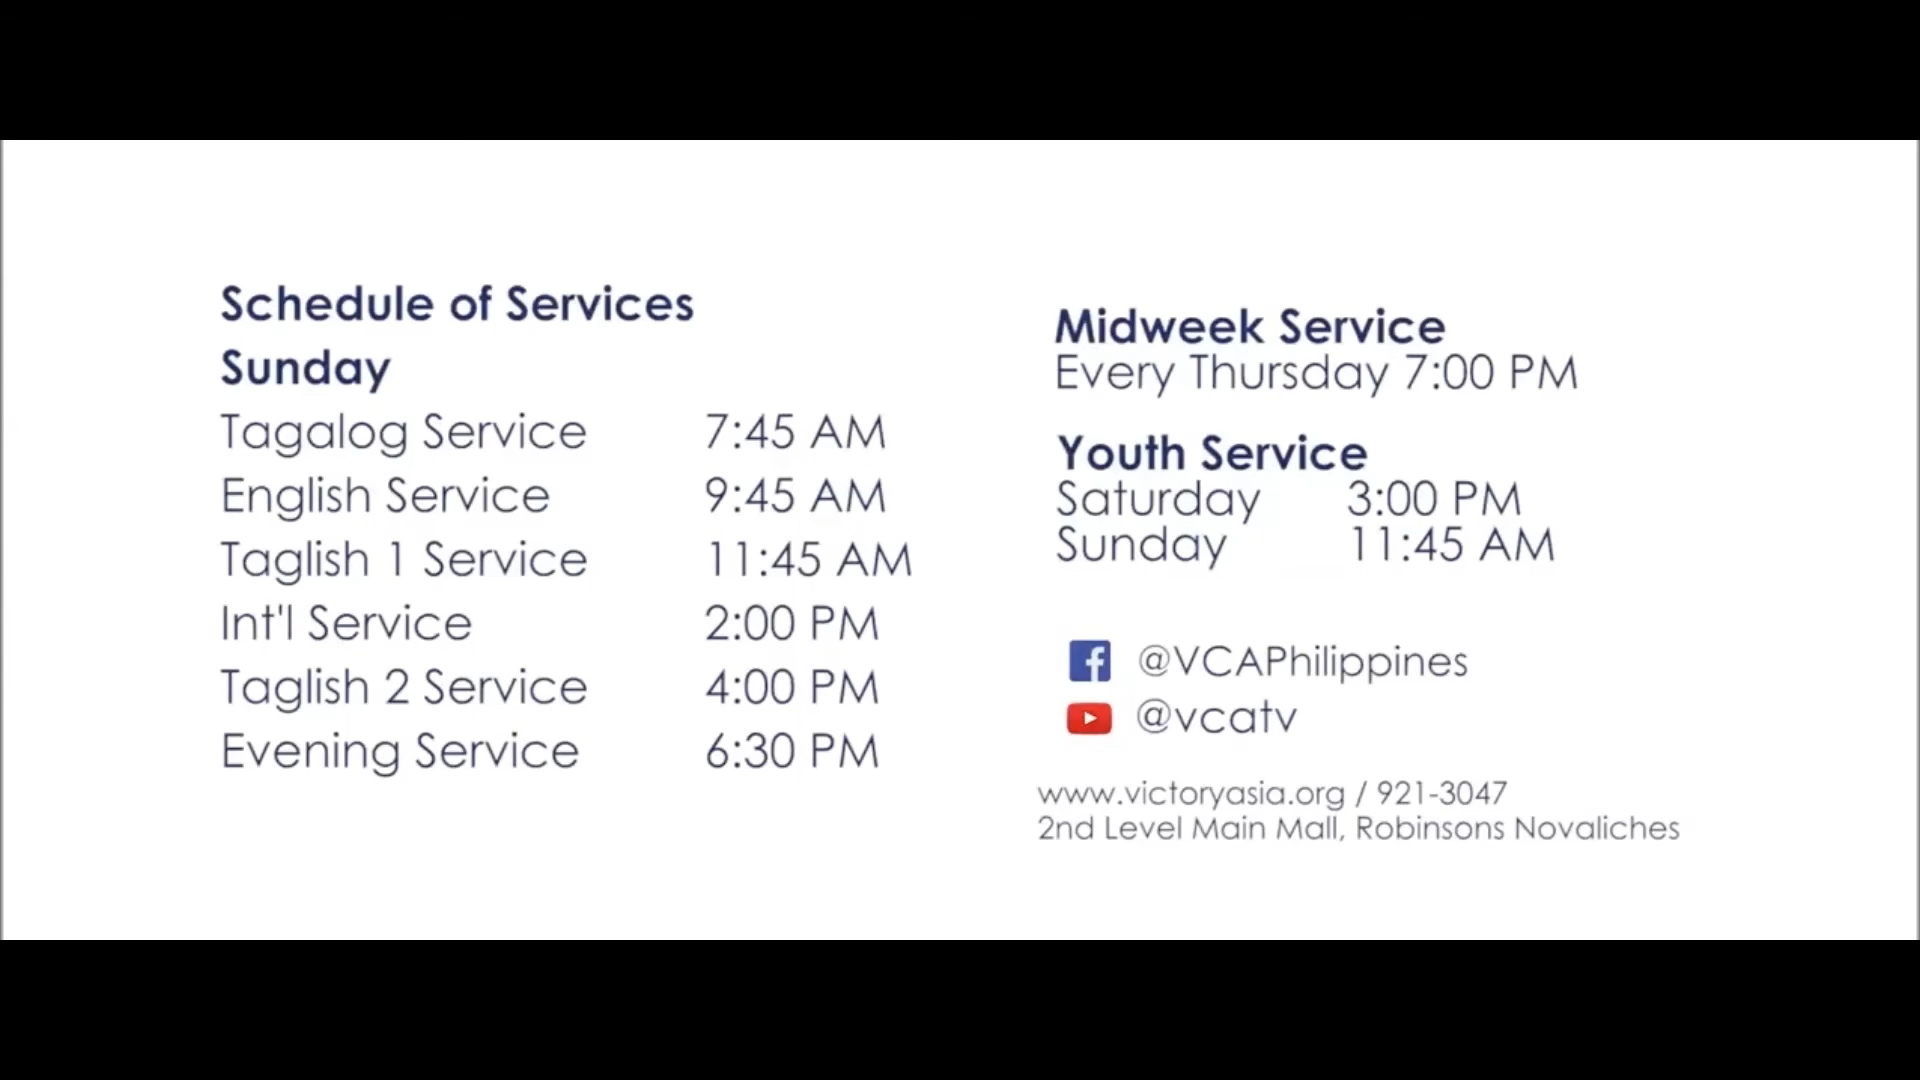 Schedule of Services
Sunday
Tagalog Service 7:45 AM
English Service 9:45 AM
Taglish 1 Service 11:45 AM
Int'l Service 2:00 PM
Taglish 2 Service 4:00 PM
Evening Service 6:30 PM
Midweek Service
Every Thursday 7:00 PM
Youth Service
Saturday 3:00 PM
Sunday 11:45 AM
@VCAPhilippines
@vcatv
www.victoryasia.org / 921-3047
2nd Level Main Mall, Robinsons Novaliches